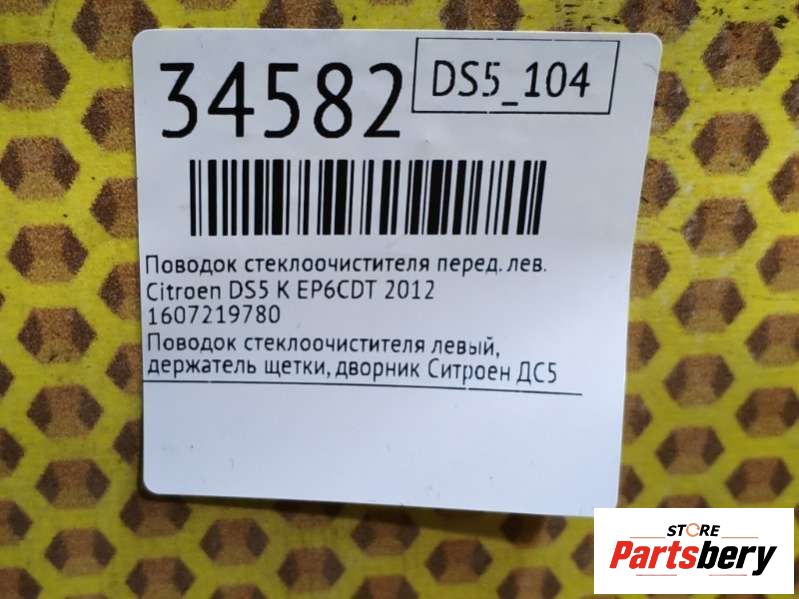 34582
DS5_104
Поводок стеклоочистителя перед. лев.
Citroen DS5 K EP6CDT 2012
1607219780
Поводок стеклоочистителя левый,
держатель щетки, дворник Ситроен ДС5
STORE
Partsbery